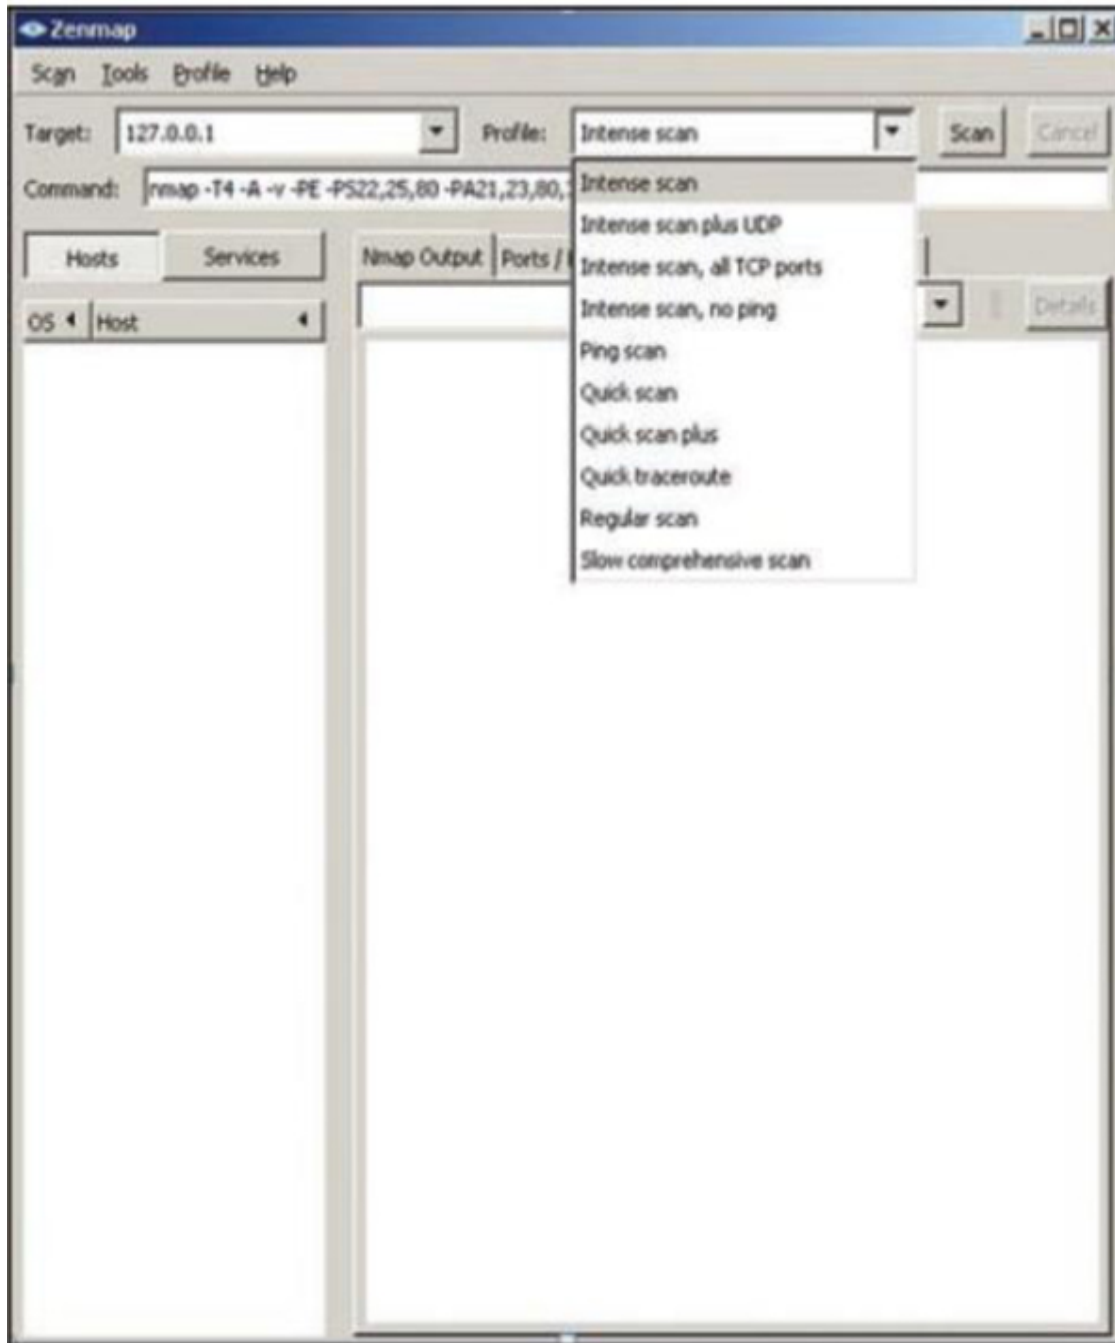 Zenmap
Scan Tools Profile Help
Target: 127.0.0.1 Profile: Intense scan Scan Cancel
Command: nmap -T4 -A -v -PE -PS22,25,80 -PA21,23,80,
Intense scan
Intense scan plus UDP
Intense scan, all TCP ports
Intense scan, no ping
Ping scan
Quick scan
Quick scan plus
Quick traceroute
Regular scan
Slow comprehensive scan
Hosts Services Nmap Output Ports /
Details
OS Host